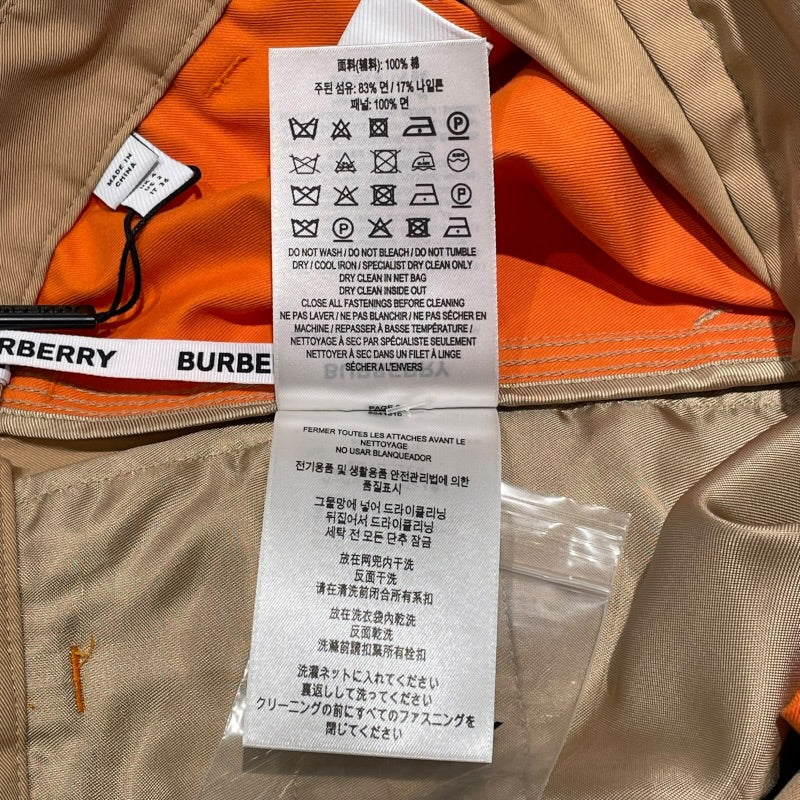 面料(辅料): 100% 棉
주된 섬유: 83% 면 / 17% 나일론
패널: 100% 면
DO NOT WASH / DO NOT BLEACH / DO NOT TUMBLE
DRY / COOL IRON / SPECIALIST DRY CLEAN ONLY
DRY CLEAN IN NET BAG
DRY CLEAN INSIDE OUT
CLOSE ALL FASTENINGS BEFORE CLEANING
NE PAS LAVER / NE PAS BLANCHIR / NE PAS SÉCHER EN
MACHINE / REPASSER À BASSE TEMPÉRATURE /
NETTOYAGE À SEC PAR SPÉCIALISTE SEULEMENT
NETTOYER À SEC DANS UN FILET À LINGE
SÉCHER À L'ENVERS
MADE IN
CHINA
IT 36
RBERRY
BURBE
FERMER TOUTES LES ATTACHES AVANT LE
NETTOYAGE
NO USAR BLANQUEADOR
전기용품 및 생활용품 안전관리법에 의한
품질표시
그물망에 넣어 드라이클리닝
뒤집어서 드라이클리닝
세탁 전 모든 단추 잠금
放在网兜内干洗
反面干洗
请在清洗前闭合所有系扣
放在洗衣袋內乾洗
反面乾洗
洗滌前請扣緊所有栓扣
洗濯ネットに入れてください
裏返しして洗ってください
クリーニングの前にすべてのファスニングを
閉じてください